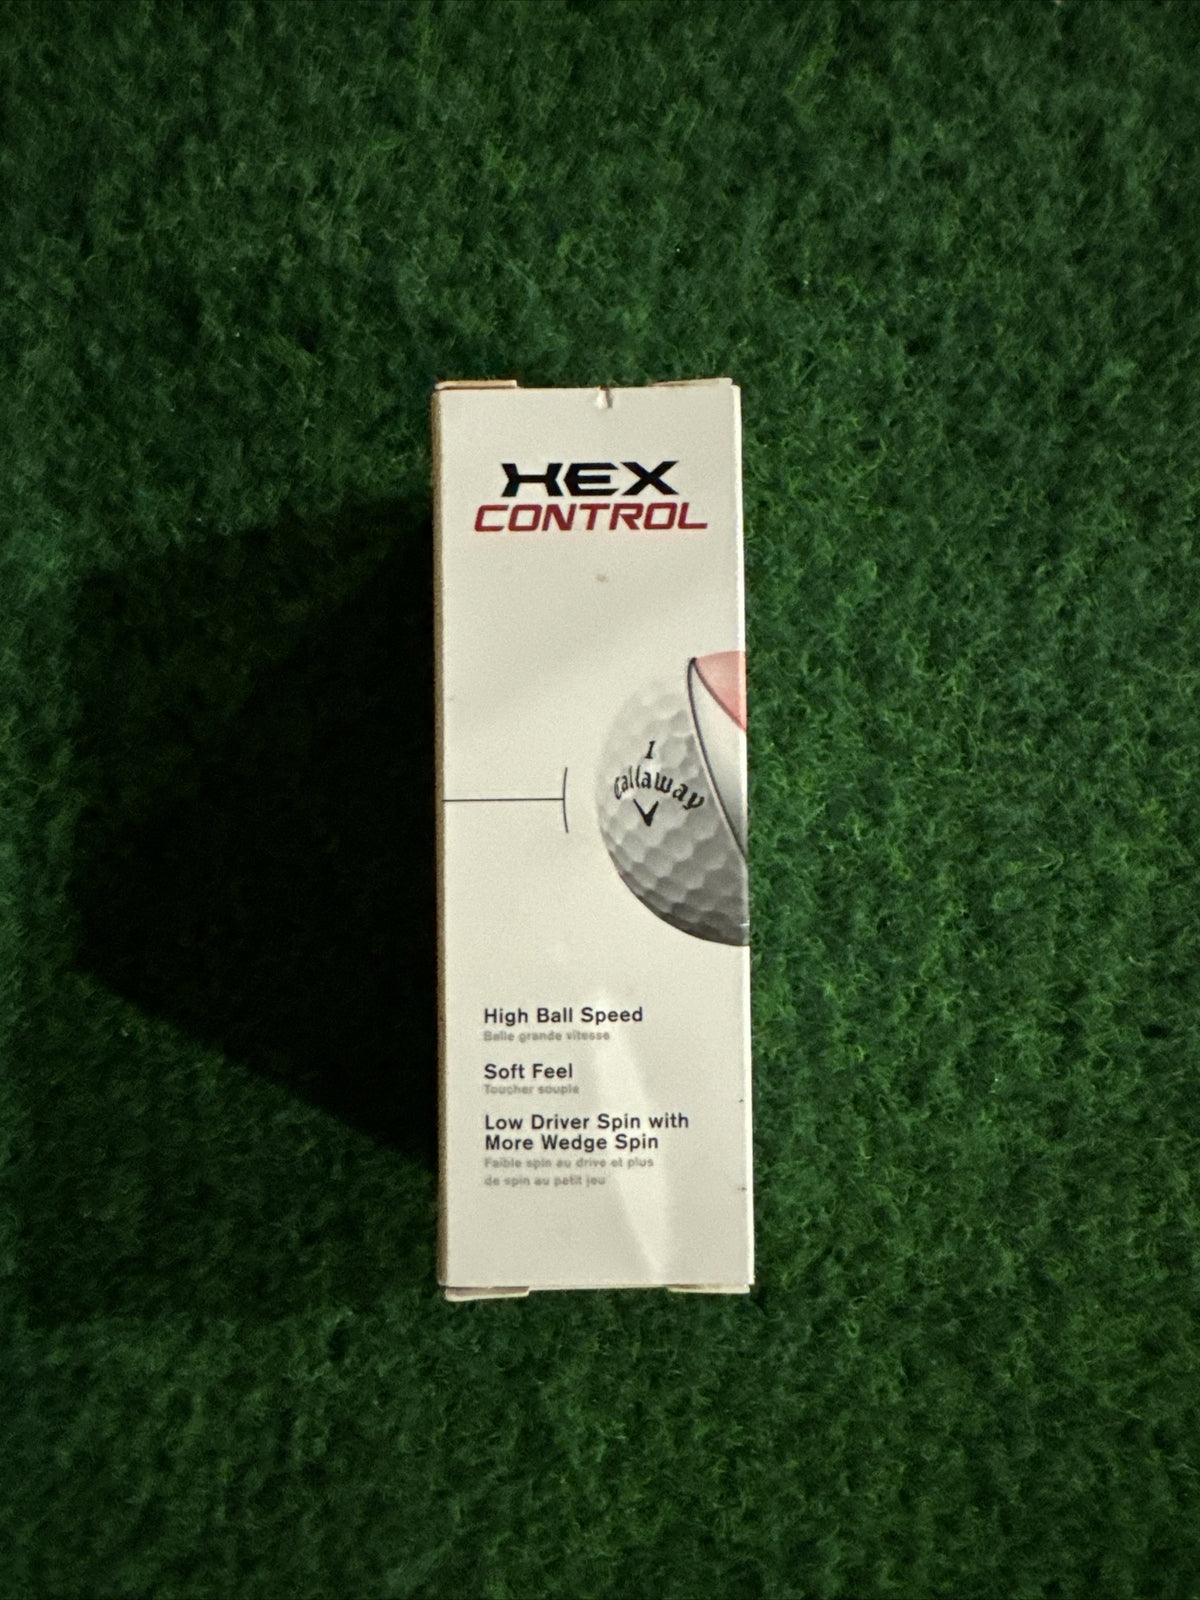 HEX
CONTROL
1
Callaway
High Ball Speed
Balle grande vitesse
Soft Feel
Toucher souple
Low Driver Spin with
More Wedge Spin
Faible spin au drive et plus
de spin au petit jeu